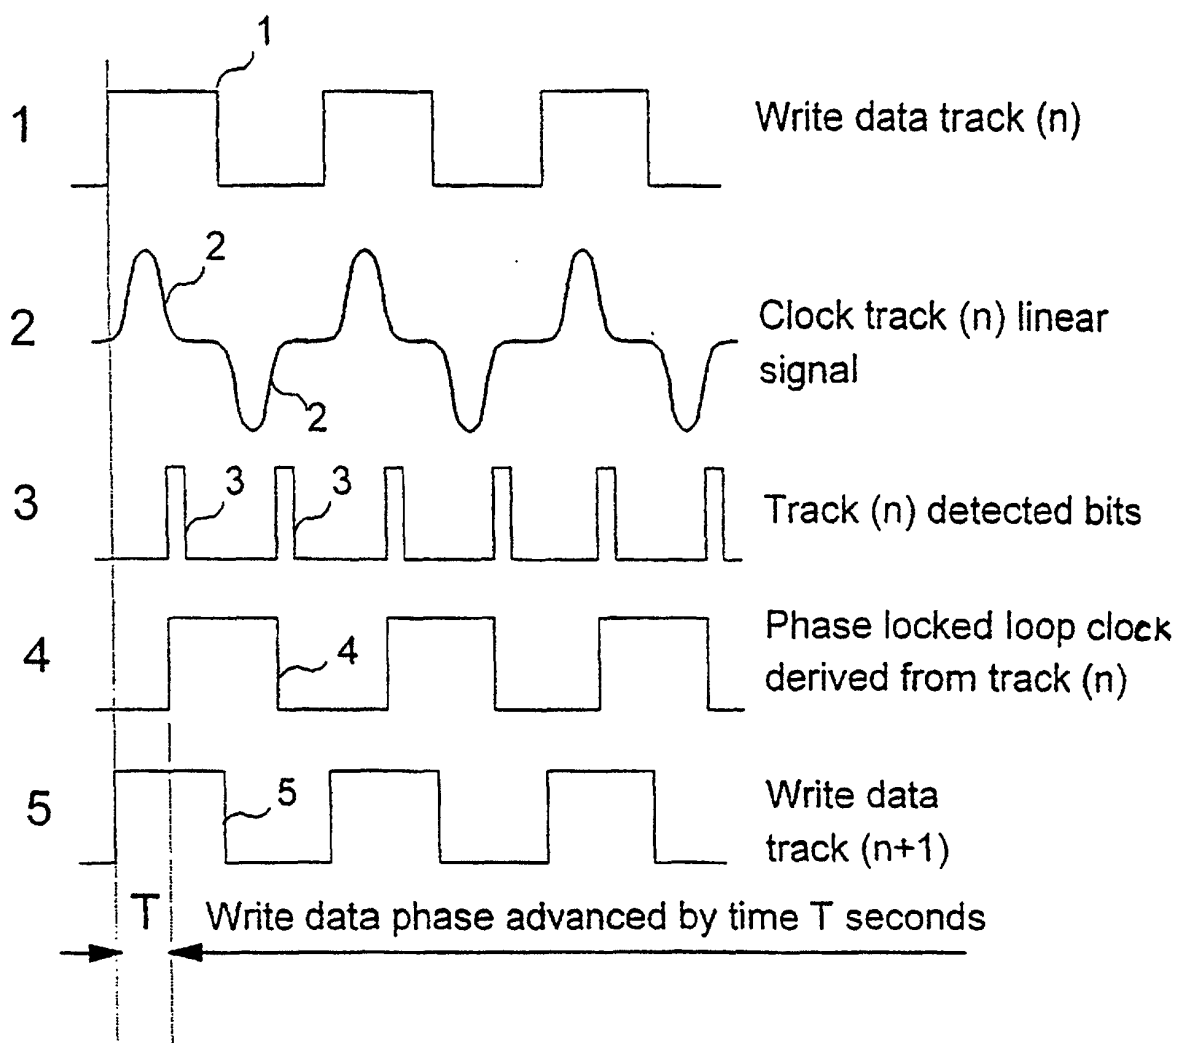 1
1 Write data track (n)
2
2 Clock track (n) linear
signal
2
3 3
3 Track (n) detected bits
Phase locked loop clock
4 4 derived from track (n)
5
5 Write data
track (n+1)
T Write data phase advanced by time T seconds